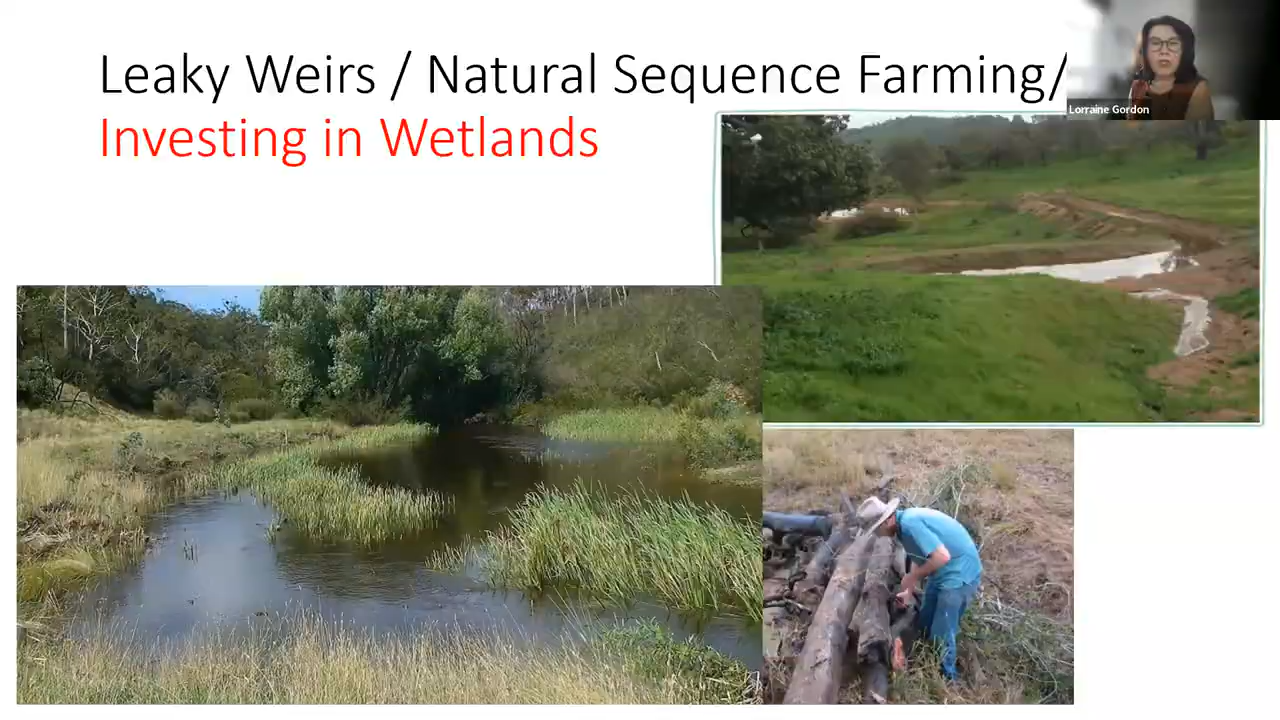 Leaky Weirs / Natural Sequence Farming/
Investing in Wetlands
Lorraine Gordon